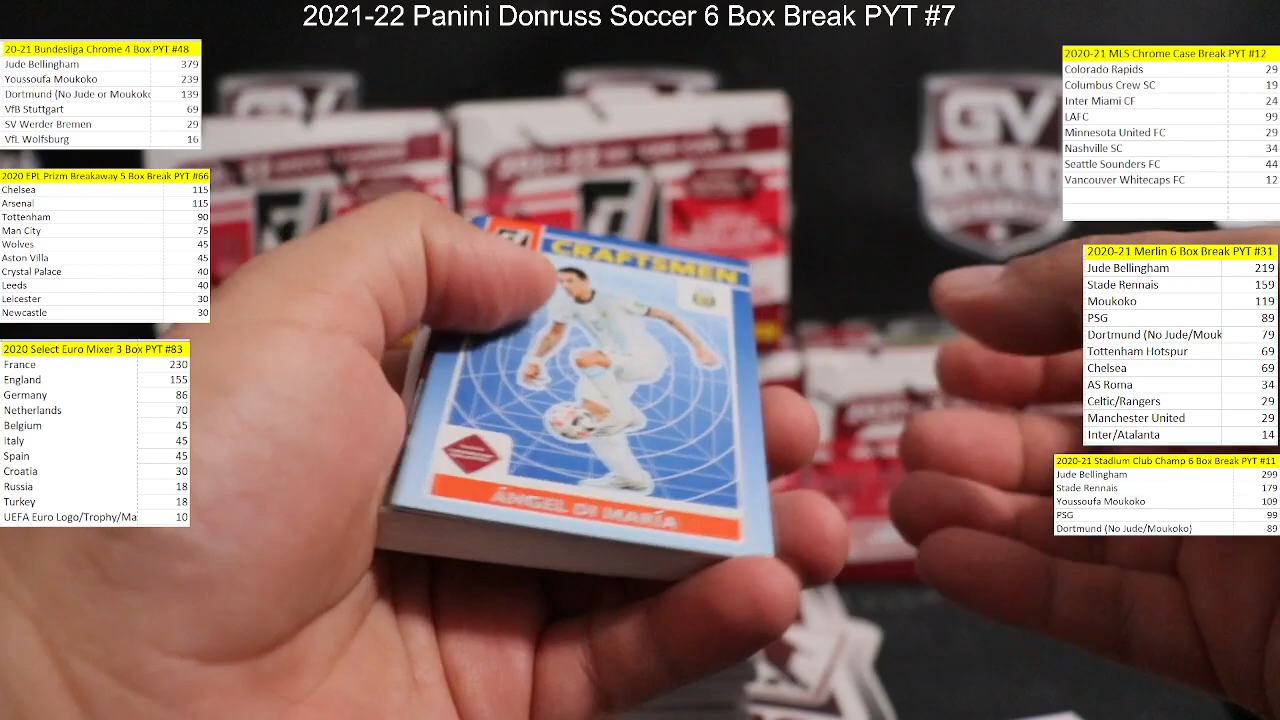 2021-22 Panini Donruss Soccer 6 Box Break PYT #7
20-21 Bundesliga Chrome 4 Box PYT #48
Jude Bellingham 379
Youssoufa Moukoko 239
Dortmund (No Jude or Moukoko 139
VfB Stuttgart 69
SV Werder Bremen 29
VfL Wolfsburg 16
2020 EPL Prizm Breakaway 5 Box Break PYT #66
Chelsea 115
Arsenal 115
Tottenham 90
Man City 75
Wolves 45
Aston Villa 45
Crystal Palace 40
Leeds 40
Leicester 30
Newcastle 30
2020 Select Euro Mixer 3 Box PYT #83
France 230
England 155
Germany 86
Netherlands 70
Belgium 45
Italy 45
Spain 45
Croatia 30
Russia 18
Turkey 18
UEFA Euro Logo/Trophy/Ma 10
GV
CRAFTSMEN
ÁNGEL DI MARÍA
2020-21 MLS Chrome Case Break PYT #12
Colorado Rapids 29
Columbus Crew SC 19
Inter Miami CF 24
LAFC 99
Minnesota United FC 29
Nashville SC 34
Seattle Sounders FC 44
Vancouver Whitecaps FC 12
2020-21 Merlin 6 Box Break PYT #31
Jude Bellingham 219
Stade Rennais 159
Moukoko 119
PSG 89
Dortmund (No Jude/Mouk 79
Tottenham Hotspur 69
Chelsea 69
AS Roma 34
Celtic/Rangers 29
Manchester United 29
Inter/Atalanta 14
2020-21 Stadium Club Champ 6 Box Break PYT #11
Jude Bellingham 299
Stade Rennais 179
Youssoufa Moukoko 109
PSG 99
Dortmund (No Jude/Moukoko) 89